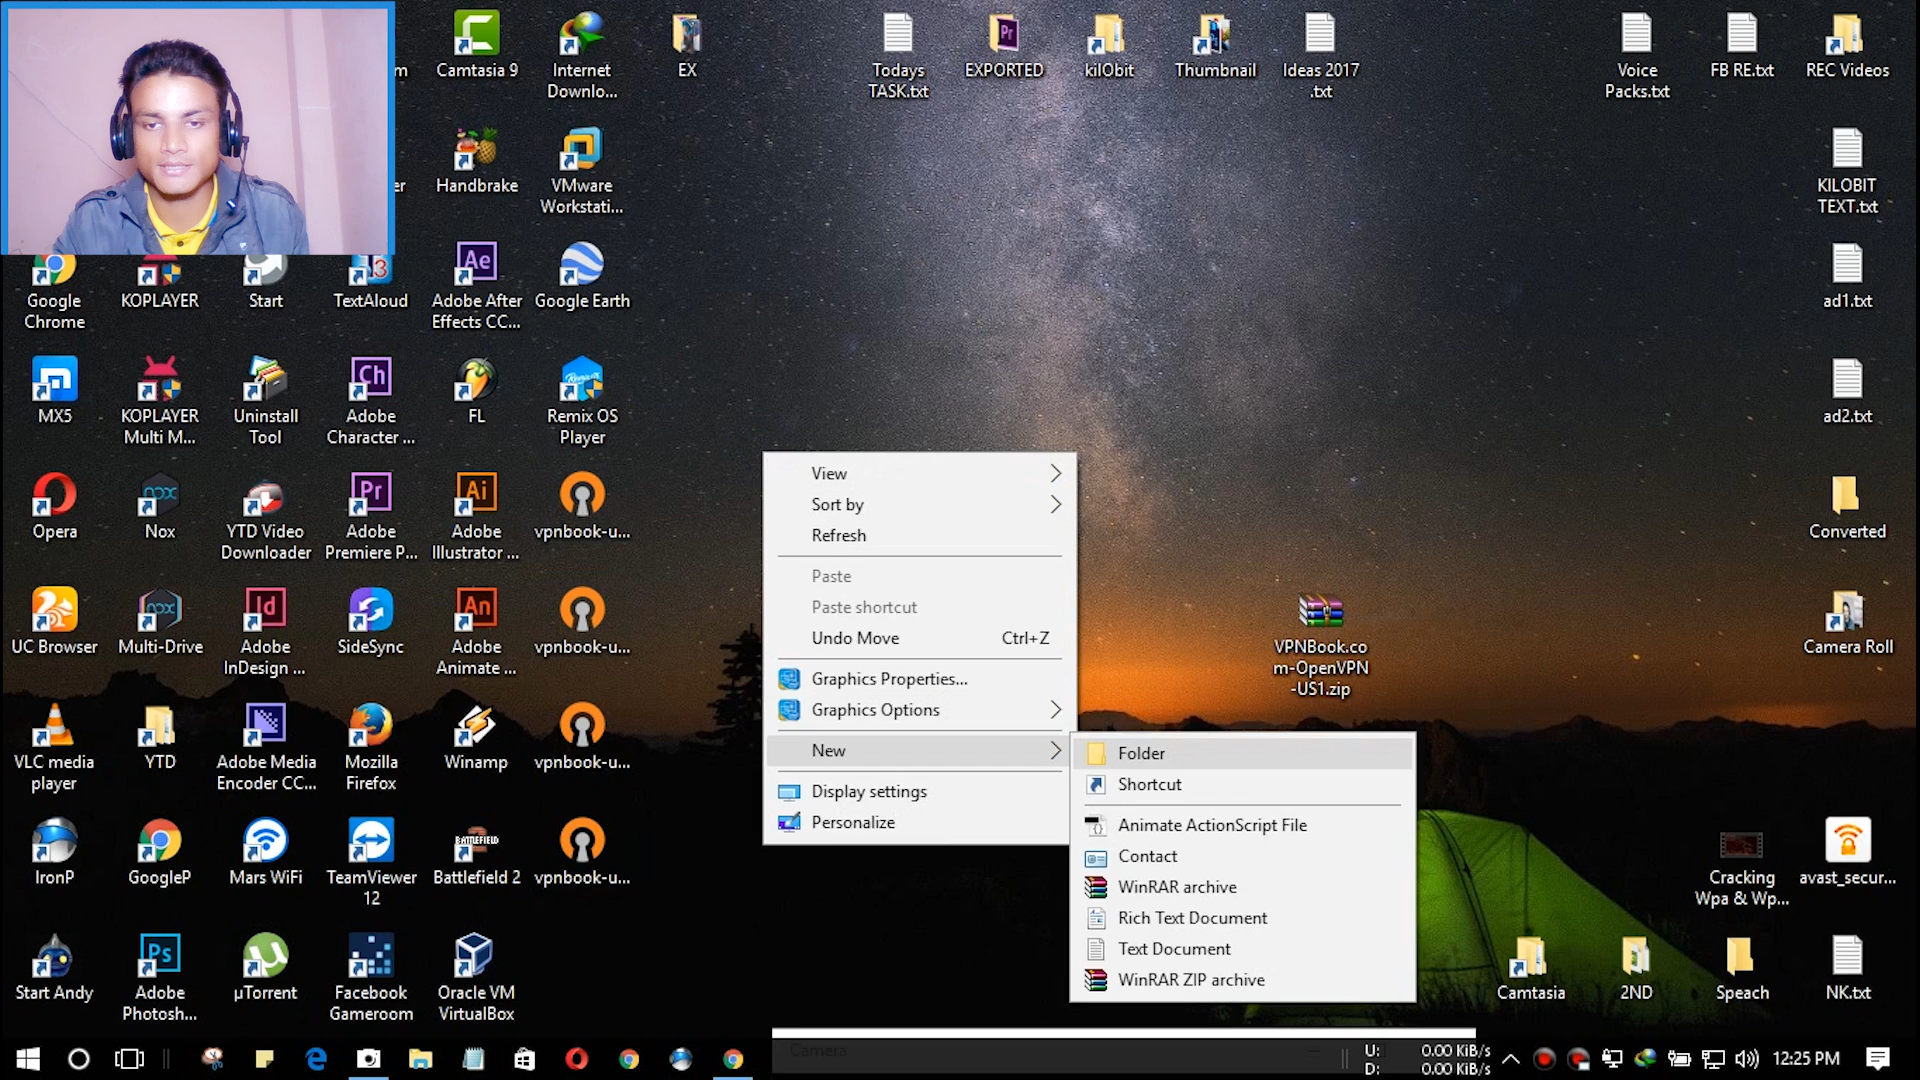 m
Camtasia 9
Internet
Downlo...
EX
Todays
TASK.txt
EXPORTED
kilObit
Thumbnail
Ideas 2017
.txt
Voice
Packs.txt
FB RE.txt
REC Videos
er
Handbrake
VMware
Workstati...
KILOBIT
TEXT.txt
Google
Chrome
KOPLAYER
Start
TextAloud
Adobe After
Effects CC...
Google Earth
ad1.txt
MX5
KOPLAYER
Multi M...
Uninstall
Tool
Adobe
Character ...
FL
Remix OS
Player
ad2.txt
Opera
Nox
YTD Video
Downloader
Adobe
Premiere P...
Adobe
Illustrator ...
vpnbook-u...
Converted
UC Browser
Multi-Drive
Adobe
InDesign ...
SideSync
Adobe
Animate ...
vpnbook-u...
VPNBook.co
m-OpenVPN
-US1.zip
Camera Roll
VLC media
player
YTD
Adobe Media
Encoder CC...
Mozilla
Firefox
Winamp
vpnbook-u...
IronP
GoogleP
Mars WiFi
TeamViewer
12
Battlefield 2
vpnbook-u...
Cracking
Wpa & Wp...
avast_secur...
Start Andy
Adobe
Photosh...
µTorrent
Facebook
Gameroom
Oracle VM
VirtualBox
Camtasia
2ND
Speach
NK.txt
View
Sort by
Refresh
Paste
Paste shortcut
Undo Move Ctrl+Z
Graphics Properties...
Graphics Options
New
Display settings
Personalize
Folder
Shortcut
Animate ActionScript File
Contact
WinRAR archive
Rich Text Document
Text Document
WinRAR ZIP archive
Camera
U: 0.00 KiB/s
D: 0.00 KiB/s
12:25 PM